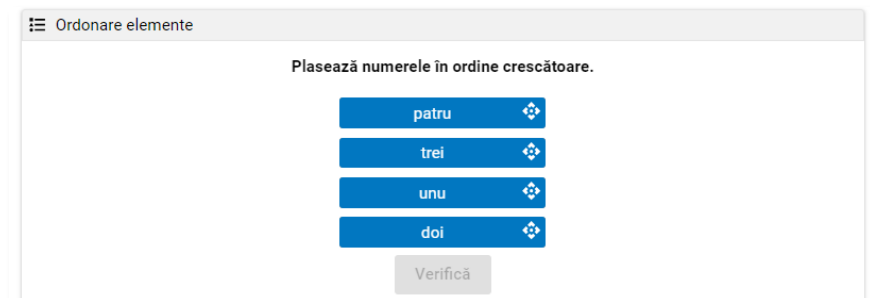 Ordonare elemente
Plasează numerele în ordine crescătoare.
patru
trei
unu
doi
Verifică